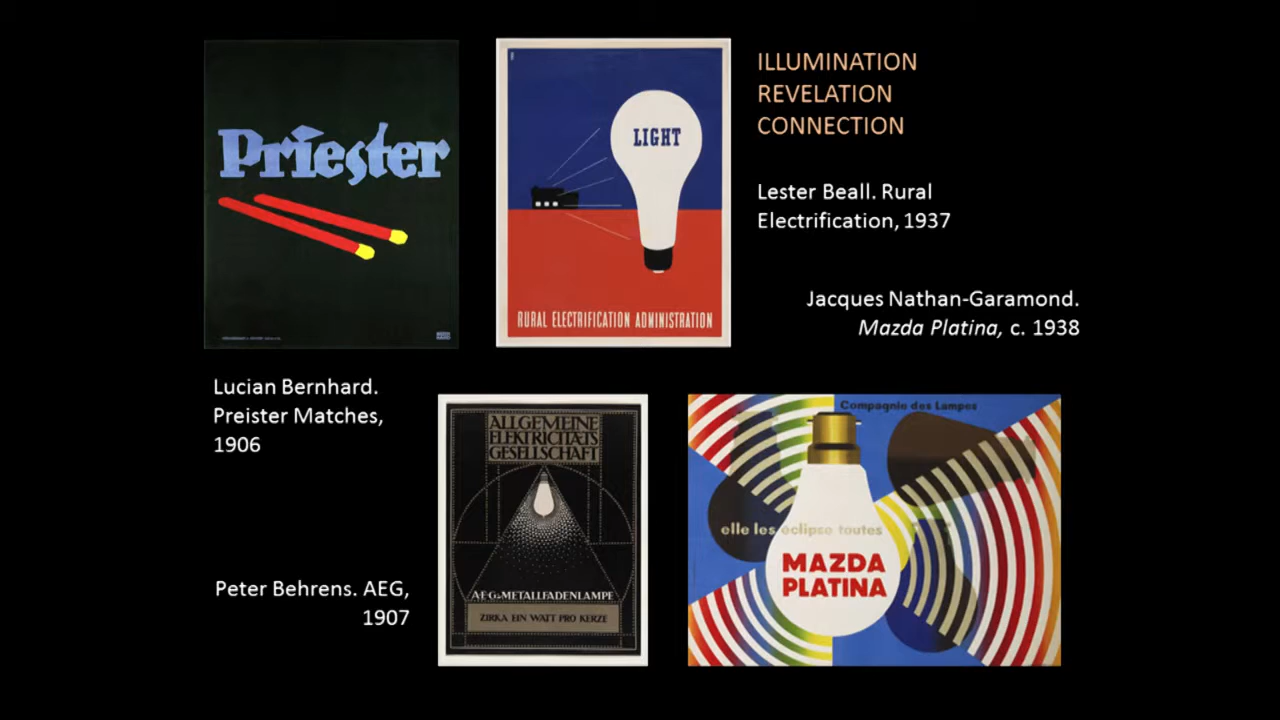 Priester
LIGHT
RURAL ELECTRIFICATION ADMINISTRATION
ILLUMINATION
REVELATION
CONNECTION
Lester Beall. Rural
Electrification, 1937
Jacques Nathan-Garamond.
Mazda Platina, c. 1938
Lucian Bernhard.
Preister Matches,
1906
Peter Behrens. AEG,
1907
ALLGEMEINE
ELEKTRICITÆTS
GESELLSCHAFT
A·E·G·METALLFADENLAMPE
ZIRKA EIN WATT PRO KERZE
Compagnie des Lampes
elle les éclipse toutes
MAZDA
PLATINA